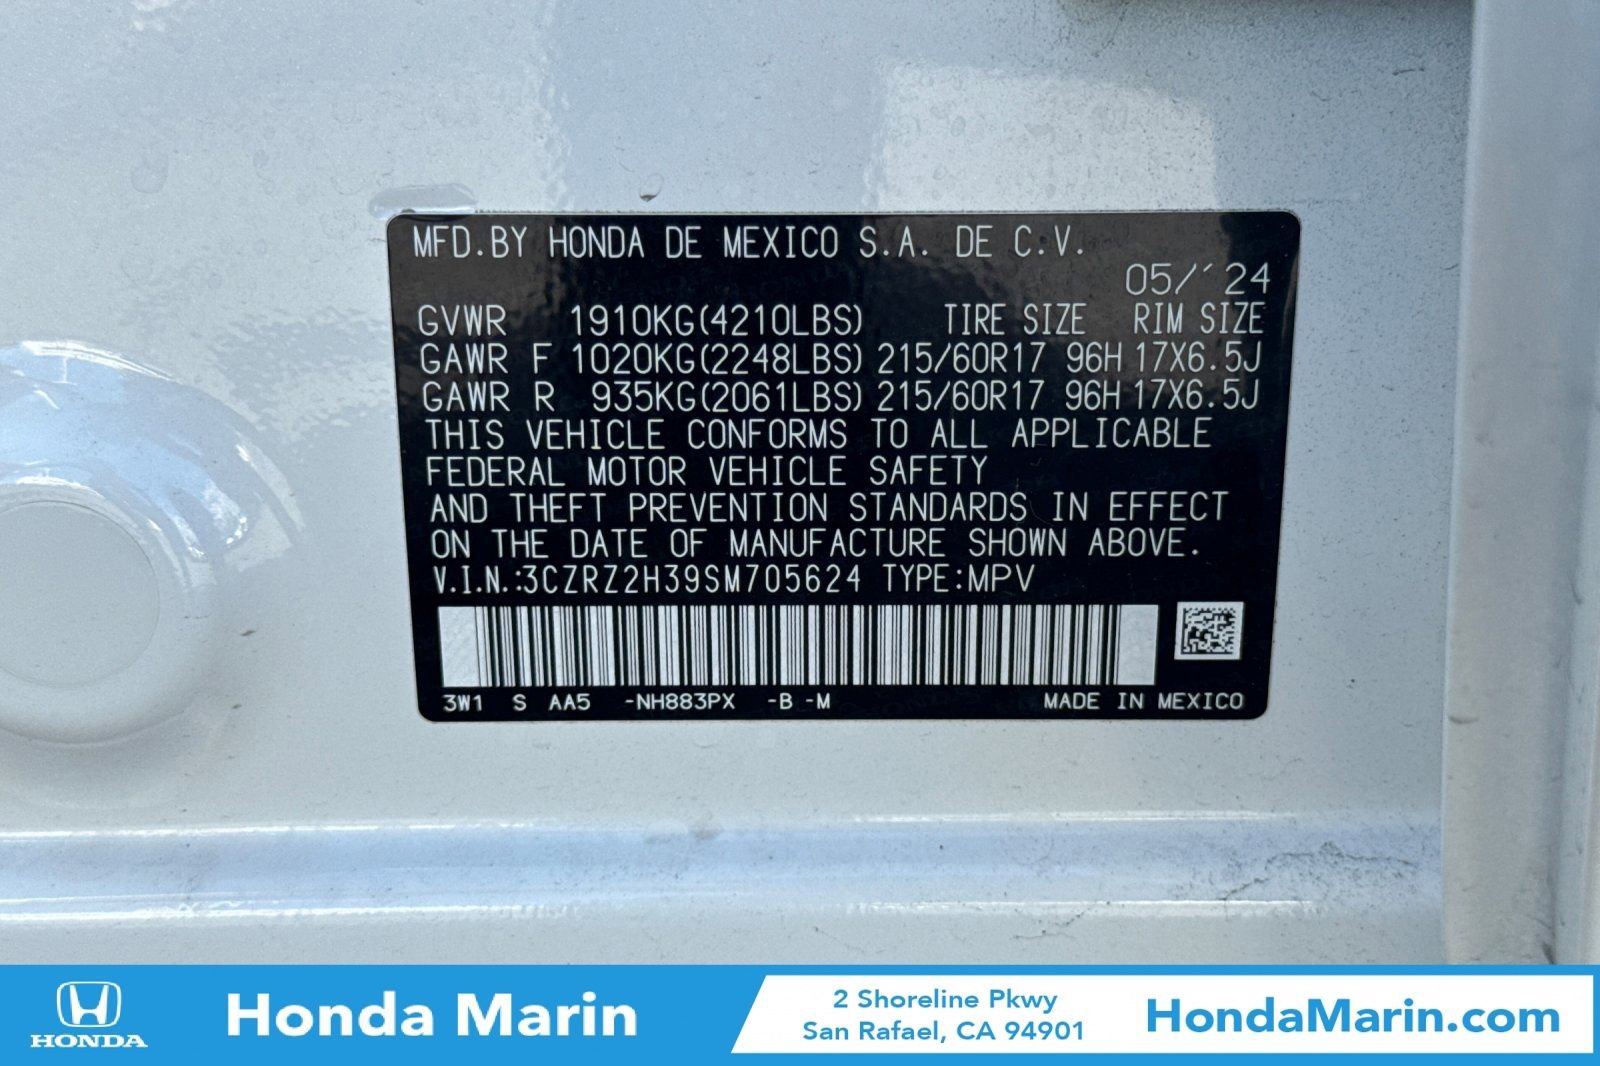 MFD.BY HONDA DE MEXICO S.A. DE C.V.
05/´24
GVWR 1910KG(4210LBS) TIRE SIZE RIM SIZE
GAWR F 1020KG(2248LBS) 215/60R17 96H 17X6.5J
GAWR R 935KG(2061LBS) 215/60R17 96H 17X6.5J
THIS VEHICLE CONFORMS TO ALL APPLICABLE
FEDERAL MOTOR VEHICLE SAFETY
AND THEFT PREVENTION STANDARDS IN EFFECT
ON THE DATE OF MANUFACTURE SHOWN ABOVE.
V.I.N.:3CZRZ2H39SM705624 TYPE:MPV
3W1 S AA5 -NH883PX -B -M MADE IN MEXICO
HONDA
Honda Marin
2 Shoreline Pkwy
San Rafael, CA 94901
HondaMarin.com